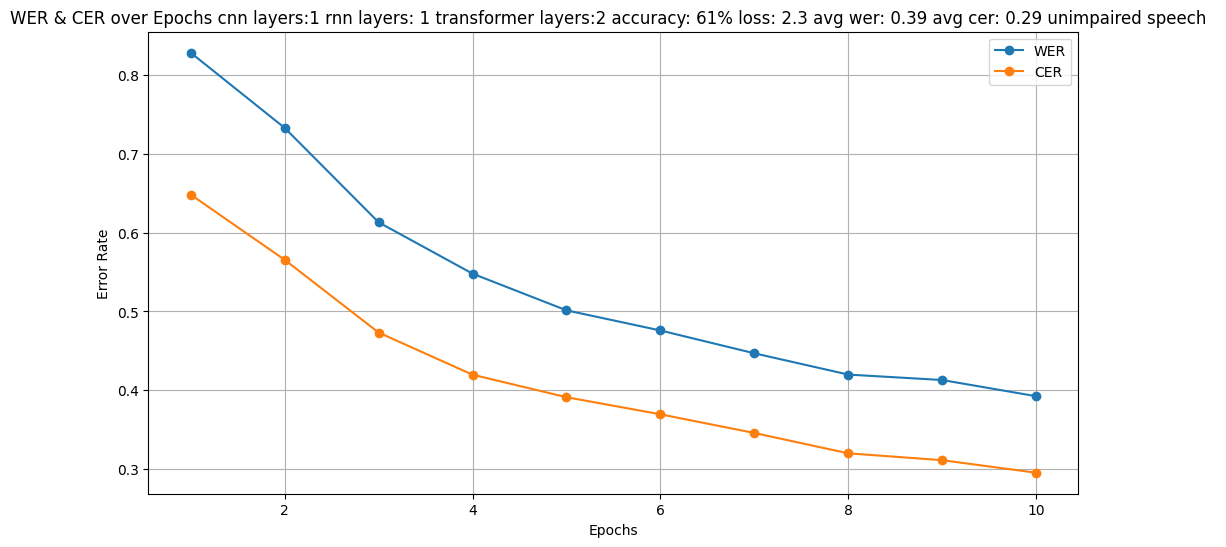 WER & CER over Epochs cnn layers:1 rnn layers: 1 transformer layers:2 accuracy: 61% loss: 2.3 avg wer: 0.39 avg cer: 0.29 unimpaired speech
WER
CER
0.8
0.7
0.6
0.5
0.4
0.3
Error Rate
2
4
6
8
10
Epochs